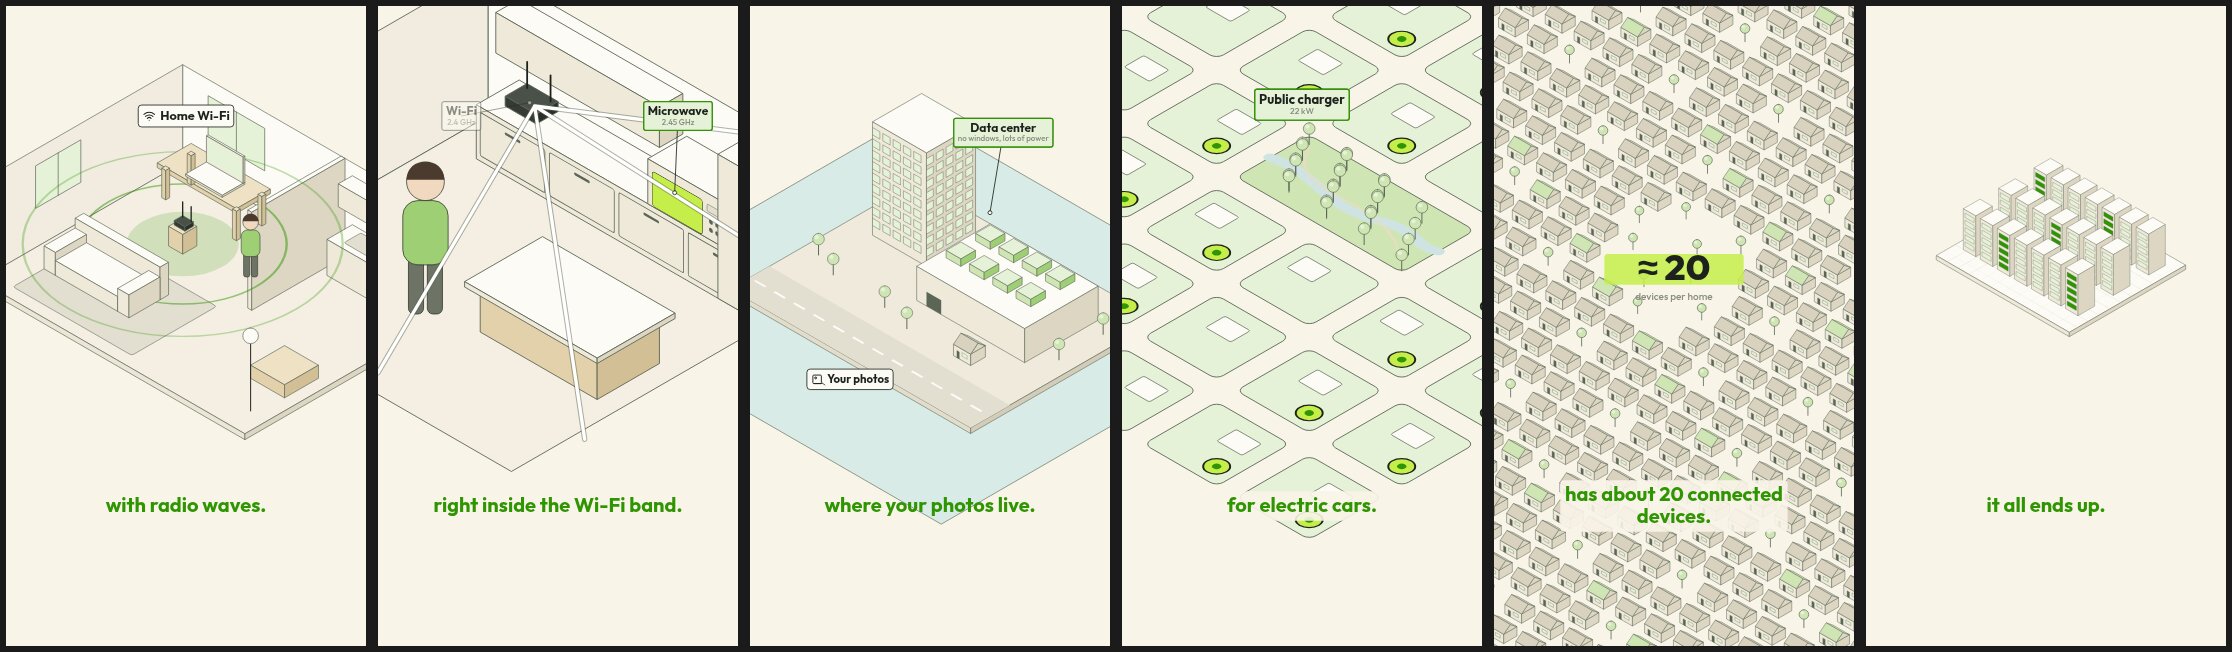 Home Wi-Fi
with radio waves.
Wi-Fi
2.4 GHz
Microwave
2.45 GHz
right inside the Wi-Fi band.
Data center
no windows, lots of power
Your photos
where your photos live.
Public charger
22 kW
for electric cars.
≈ 20
devices per home
has about 20 connected
devices.
it all ends up.